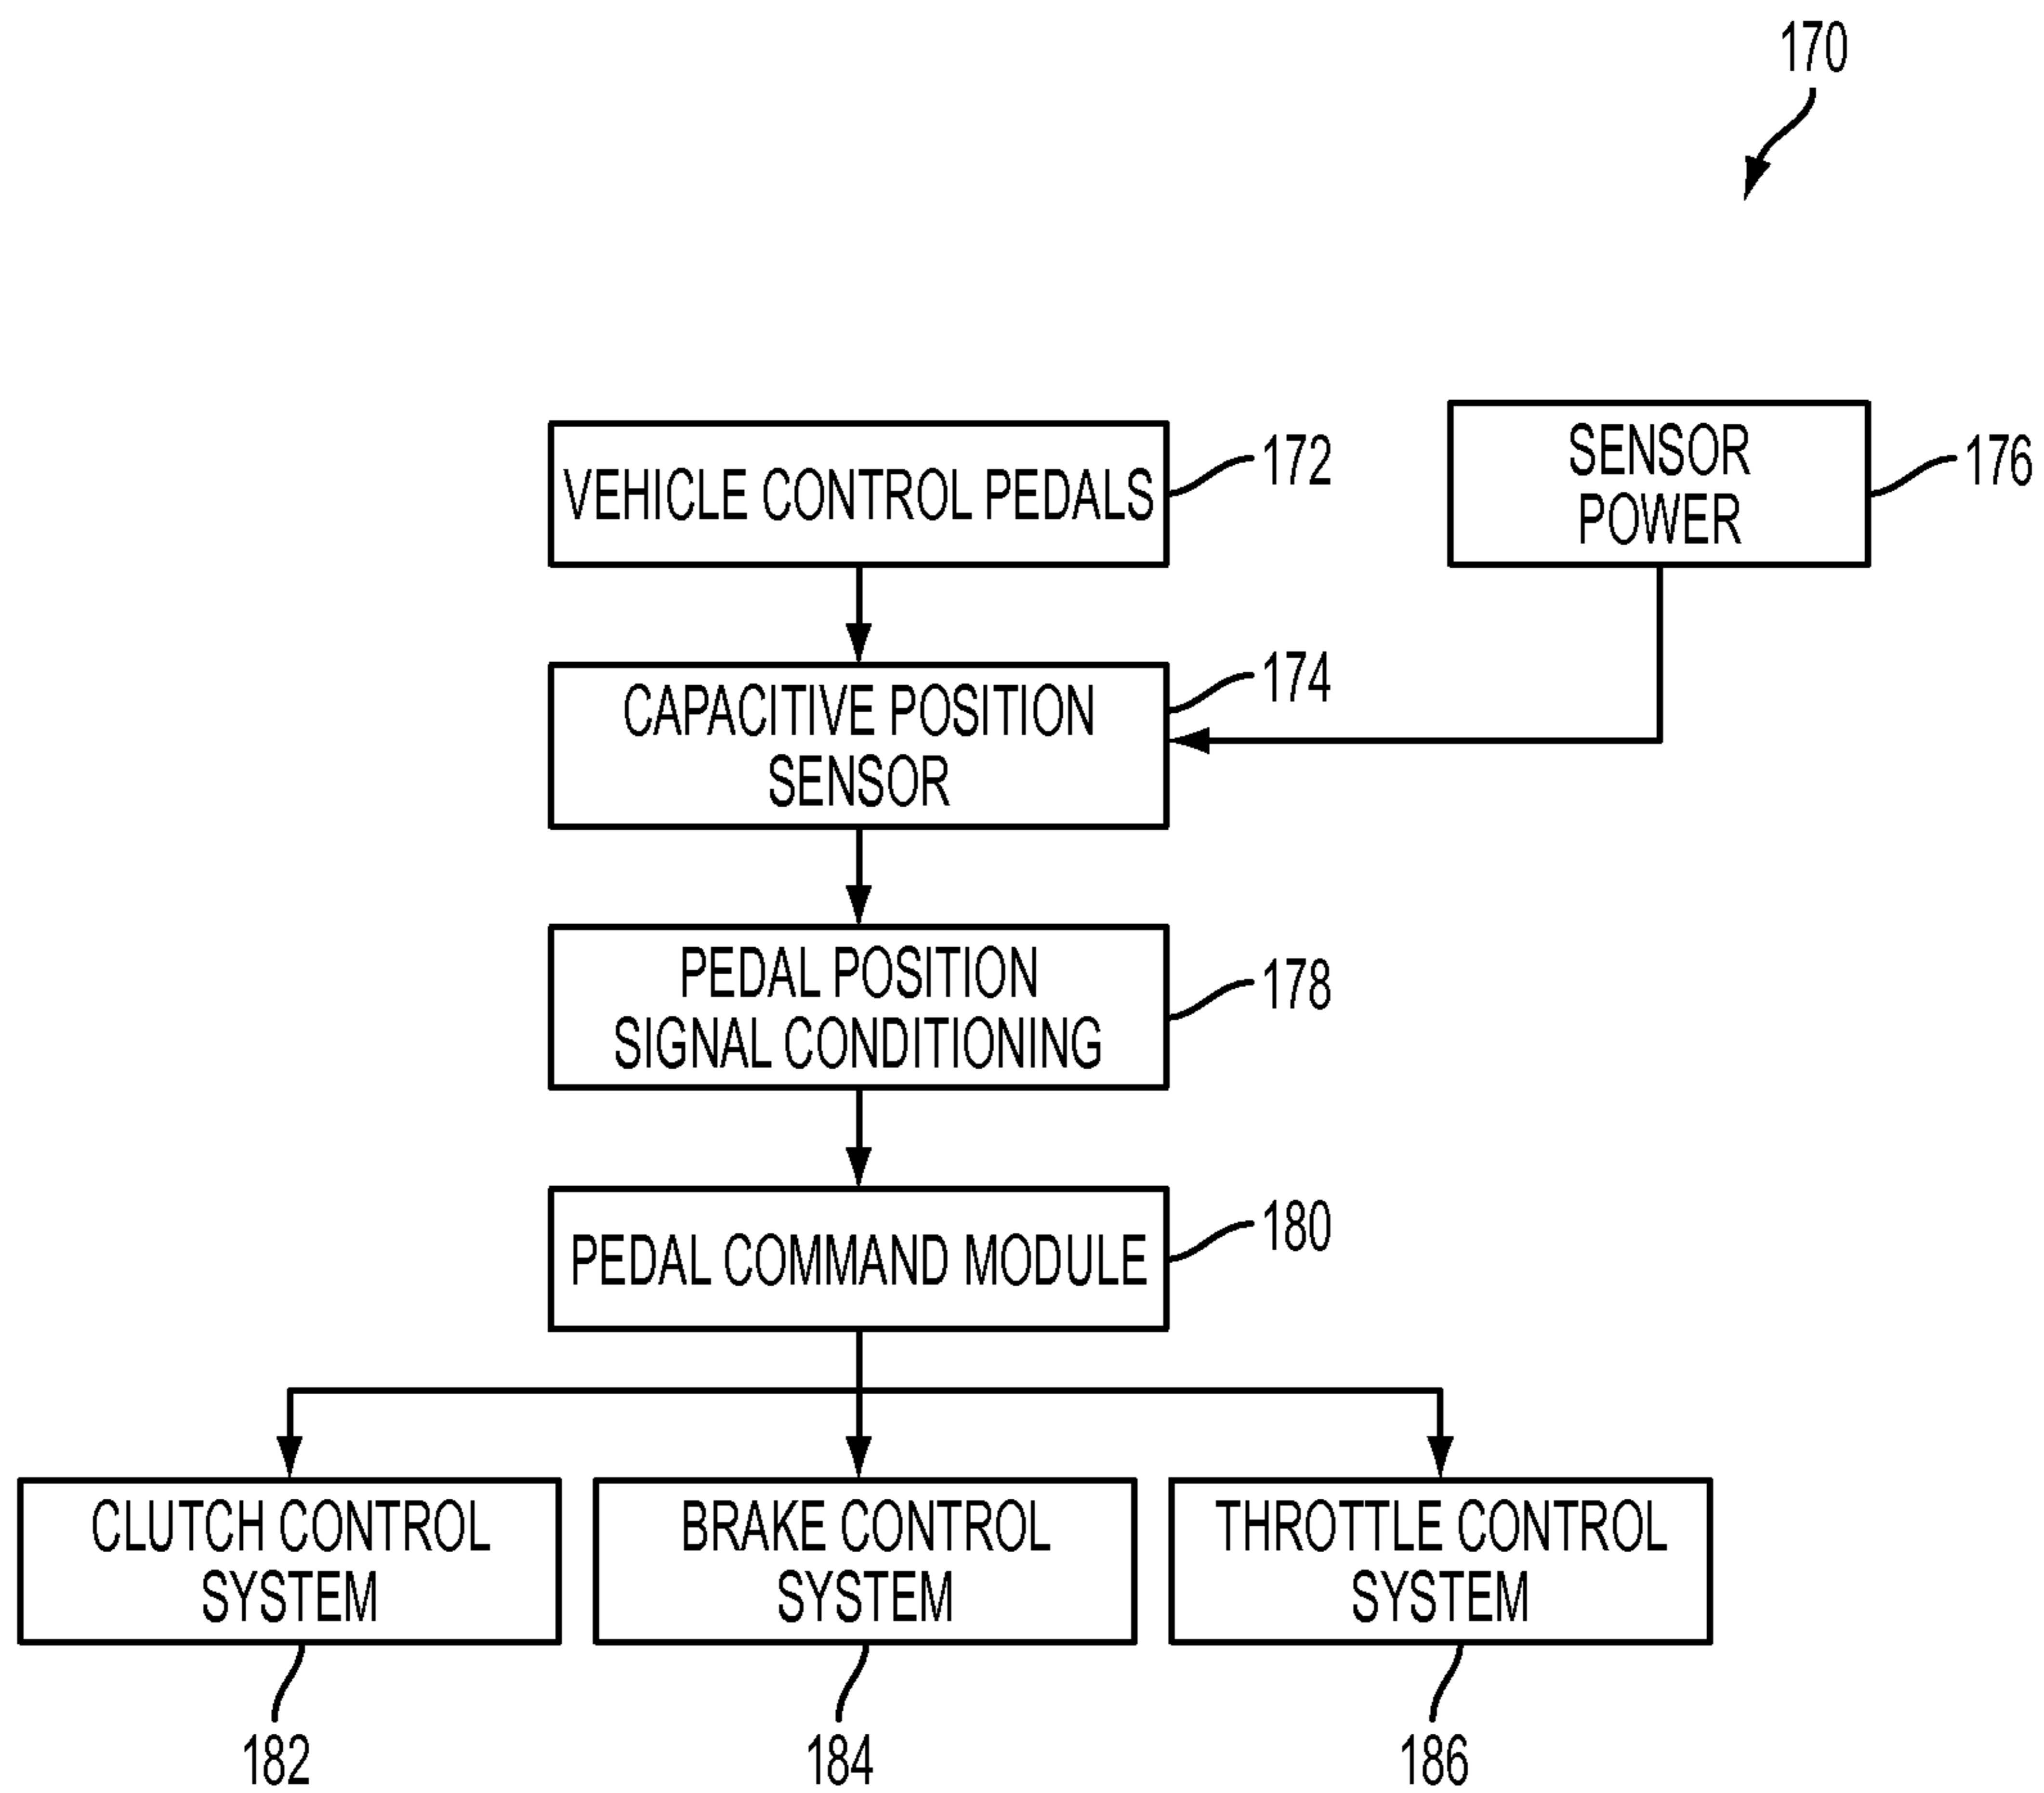 170
VEHICLE CONTROL PEDALS
172
SENSOR
POWER
176
CAPACITIVE POSITION
SENSOR
174
PEDAL POSITION
SIGNAL CONDITIONING
178
PEDAL COMMAND MODULE
180
CLUTCH CONTROL
SYSTEM
BRAKE CONTROL
SYSTEM
THROTTLE CONTROL
SYSTEM
182
184
186